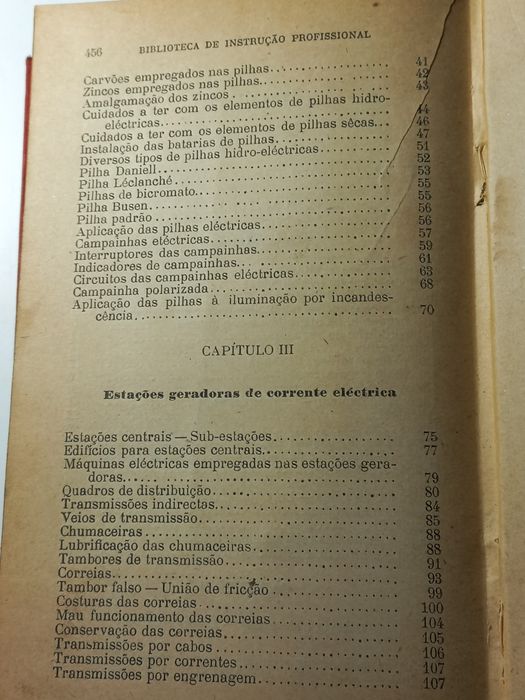 456 BIBLIOTECA DE INSTRUÇÃO PROFISSIONAL
Carvões empregados nas pilhas 41
Zincos empregados nas pilhas 42
Amalgamação dos zincos 43
Cuidados a ter com os elementos de pilhas hidro-
eléctricas 44
Cuidados a ter com os elementos de pilhas sêcas 46
Instalação das batarias de pilhas 47
Diversos tipos de pilhas hidro-eléctricas 51
Pilha Daniell 52
Pilha Léclanché 53
Pilhas de bicromato 55
Pilha Busen 55
Pilha padrão 56
Aplicação das pilhas eléctricas 56
Campainhas eléctricas 57
Interruptores das campainhas 59
Indicadores de campainhas 61
Circuitos das campainhas eléctricas 63
Campainha polarizada 68
Aplicação das pilhas à iluminação por incandes-
cência 70
CAPÍTULO III
Estações geradoras de corrente eléctrica
Estações centrais — Sub-estações 75
Edifícios para estações centrais 77
Máquinas eléctricas empregadas nas estações gera-
doras 79
Quadros de distribuïção 80
Transmissões indirectas 84
Veios de transmissão 85
Chumaceiras 88
Lubrificação das chumaceiras 88
Tambores de transmissão 91
Correias 93
Tambor falso — União de fricção 99
Costuras das correias 100
Mau funcionamento das correias 104
Conservação das correias 105
Transmissões por cabos 106
Transmissões por correntes 107
Transmissões por engrenagem 107